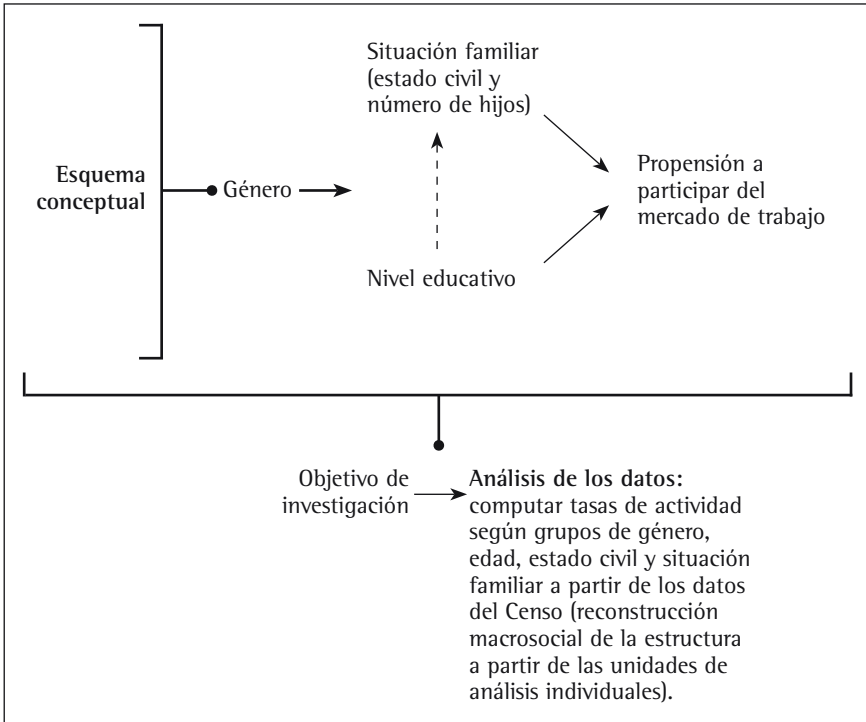 Situación familiar
(estado civil y
número de hijos)
Esquema
conceptual
Género
Propensión a
participar del
mercado de trabajo
Nivel educativo
Objetivo de
investigación
Análisis de los datos:
computar tasas de actividad
según grupos de género,
edad, estado civil y situación
familiar a partir de los datos
del Censo (reconstrucción
macrosocial de la estructura
a partir de las unidades de
análisis individuales).